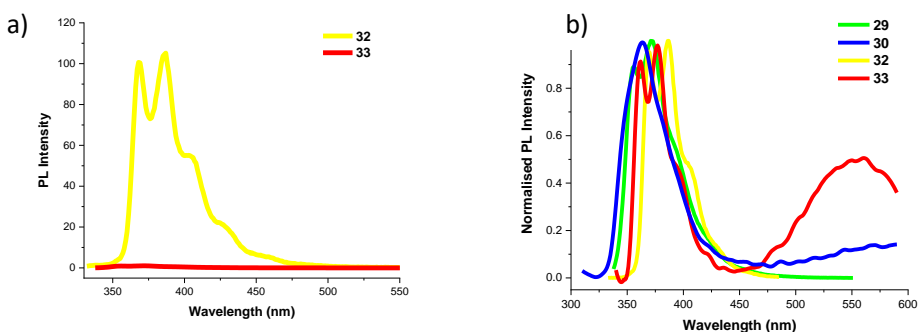 a)
PL Intensity
120
100
80
60
40
20
0
32
33
350 400 450 500 550
Wavelength (nm)
b)
Normalised PL Intensity
0.8
0.6
0.4
0.2
0.0
29
30
32
33
300 350 400 450 500 550 600
Wavelength (nm)